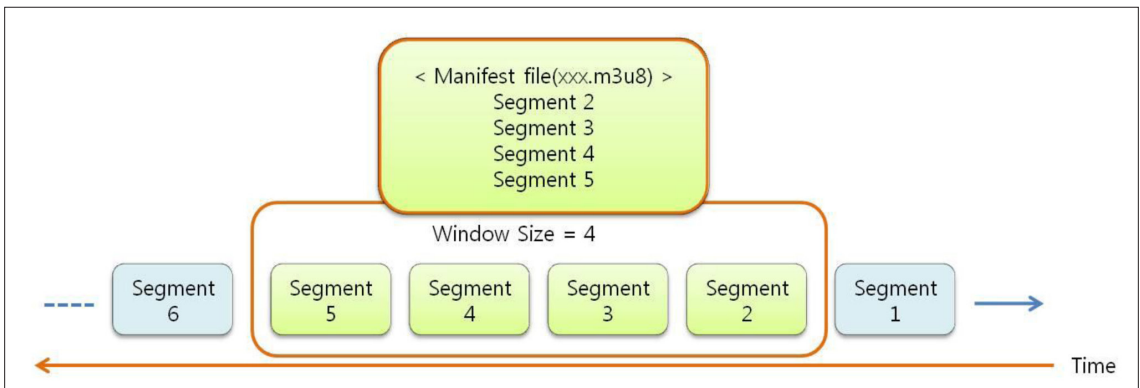 < Manifest file(xxx.m3u8) >
Segment 2
Segment 3
Segment 4
Segment 5
Window Size = 4
Segment
6
Segment
5
Segment
4
Segment
3
Segment
2
Segment
1
Time